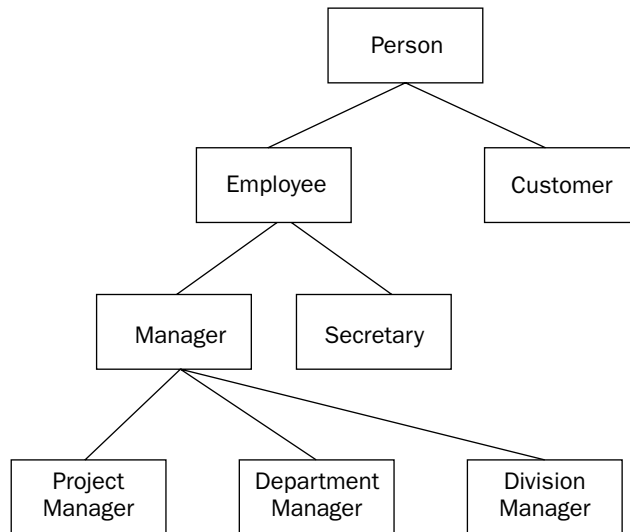 Person
Employee
Customer
Manager
Secretary
Project
Manager
Department
Manager
Division
Manager